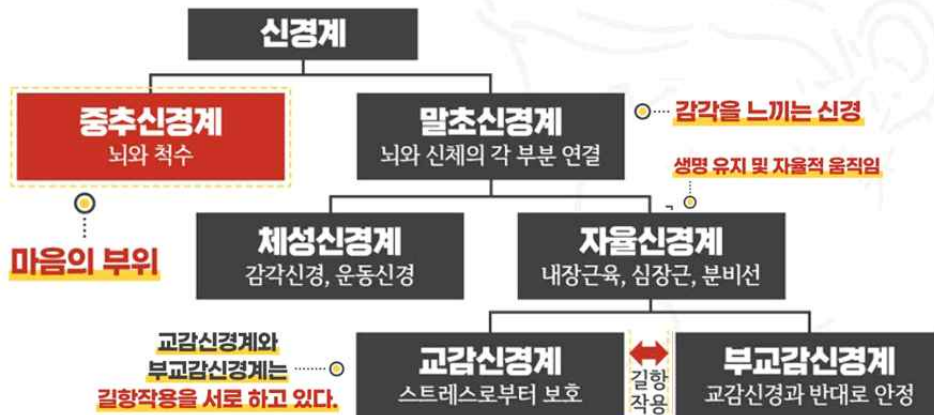 신경계
중추신경계
뇌와 척수
말초신경계
뇌와 신체의 각 부분 연결
감각을 느끼는 신경
생명 유지 및 자율적 움직임
마음의 부위
체성신경계
감각신경, 운동신경
자율신경계
내장근육, 심장근, 분비선
교감신경계와
부교감신경계는
길항작용을 서로 하고 있다.
교감신경계
스트레스로부터 보호
길항
작용
부교감신경계
교감신경과 반대로 안정